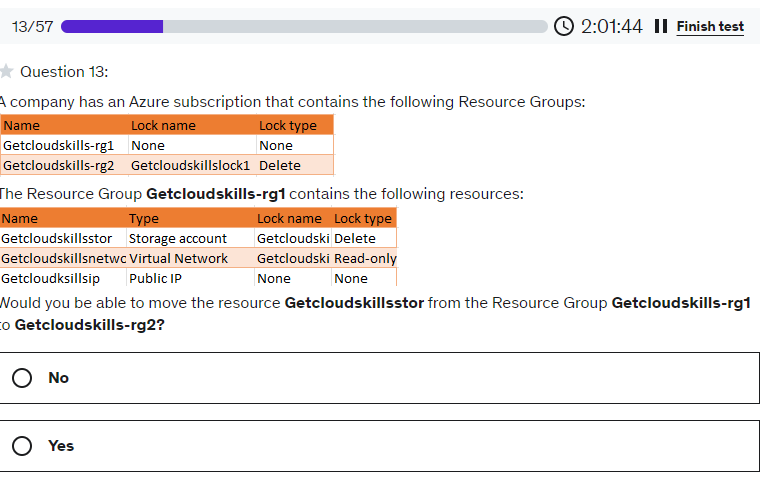 13/57 2:01:44 Finish test
Question 13:
A company has an Azure subscription that contains the following Resource Groups:
Name Lock name Lock type
Getcloudskills-rg1 None None
Getcloudskills-rg2 Getcloudskillslock1 Delete
The Resource Group Getcloudskills-rg1 contains the following resources:
Name Type Lock name Lock type
Getcloudskillsstor Storage account Getcloudski Delete
Getcloudskillsnetwc Virtual Network Getcloudski Read-only
Getcloudksillsip Public IP None None
Would you be able to move the resource Getcloudskillsstor from the Resource Group Getcloudskills-rg1
to Getcloudskills-rg2?
No
Yes